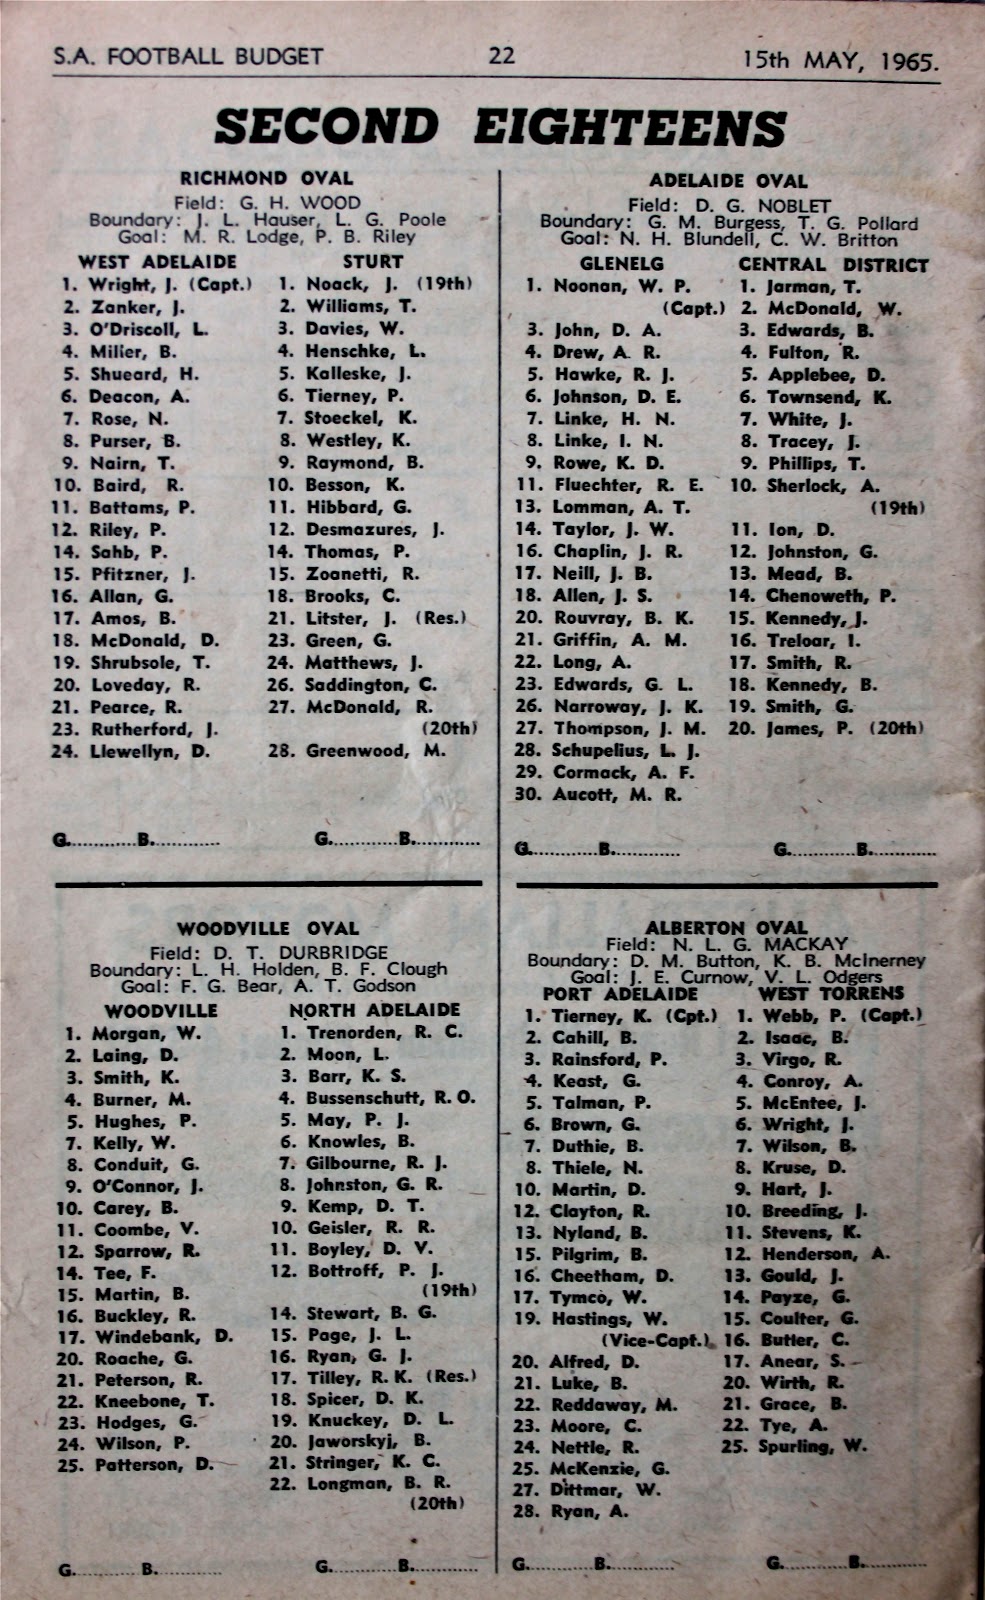 S.A. FOOTBALL BUDGET 22 15th MAY, 1965.
SECOND EIGHTEENS
RICHMOND OVAL
Field: G. H. WOOD
Boundary: J. L. Hauser, L. G. Poole
Goal: M. R. Lodge, P. B. Riley
WEST ADELAIDE
1. Wright, J. (Capt.)
2. Zanker, J.
3. O'Driscoll, L.
4. Miller, B.
5. Shueard, H.
6. Deacon, A.
7. Rose, N.
8. Purser, B.
9. Nairn, T.
10. Baird, R.
11. Battams, P.
12. Riley, P.
14. Sahb, P.
15. Pfitzner, J.
16. Allan, G.
17. Amos, B.
18. McDonald, D.
19. Shrubsole, T.
20. Loveday, R.
21. Pearce, R.
23. Rutherford, J.
24. Llewellyn, D.
G.............B.............
STURT
1. Noack, J. (19th)
2. Williams, T.
3. Davies, W.
4. Henschke, L.
5. Kalleske, J.
6. Tierney, P.
7. Stoeckel, K.
8. Westley, K.
9. Raymond, B.
10. Besson, K.
11. Hibbard, G.
12. Desmazures, J.
14. Thomas, P.
15. Zoanetti, R.
18. Brooks, C.
21. Litster, J. (Res.)
23. Green, G.
24. Matthews, J.
26. Saddington, C.
27. McDonald, R.
(20th)
28. Greenwood, M.
G.............B.............
ADELAIDE OVAL
Field: D. G. NOBLET
Boundary: G. M. Burgess, T. G. Pollard
Goal: N. H. Blundell, C. W. Britton
GLENELG
1. Noonan, W. P.
(Capt.)
3. John, D. A.
4. Drew, A. R.
5. Hawke, R. J.
6. Johnson, D. E.
7. Linke, H. N.
8. Linke, I. N.
9. Rowe, K. D.
11. Fluechter, R. E.
13. Lomman, A. T.
14. Taylor, J. W.
16. Chaplin, J. R.
17. Neill, J. B.
18. Allen, J. S.
20. Rouvray, B. K.
21. Griffin, A. M.
22. Long, A.
23. Edwards, G. L.
26. Narroway, J. K.
27. Thompson, J. M.
28. Schupelius, L. J.
29. Cormack, A. F.
30. Aucott, M. R.
G.............B.............
CENTRAL DISTRICT
1. Jarman, T.
2. McDonald, W.
3. Edwards, B.
4. Fulton, R.
5. Applebee, D.
6. Townsend, K.
7. White, J.
8. Tracey, J.
9. Phillips, T.
10. Sherlock, A.
(19th)
11. Ion, D.
12. Johnston, G.
13. Mead, B.
14. Chenoweth, P.
15. Kennedy, J.
16. Treloar, I.
17. Smith, R.
18. Kennedy, B.
19. Smith, G.
20. James, P. (20th)
G.............B.............
WOODVILLE OVAL
Field: D. T. DURBRIDGE
Boundary: L. H. Holden, B. F. Clough
Goal: F. G. Bear, A. T. Godson
WOODVILLE
1. Morgan, W.
2. Laing, D.
3. Smith, K.
4. Burner, M.
5. Hughes, P.
7. Kelly, W.
8. Conduit, G.
9. O'Connor, J.
10. Carey, B.
11. Coombe, V.
12. Sparrow, R.
14. Tee, F.
15. Martin, B.
16. Buckley, R.
17. Windebank, D.
20. Roache, G.
21. Peterson, R.
22. Kneebone, T.
23. Hodges, G.
24. Wilson, P.
25. Patterson, D.
G.............B.............
NORTH ADELAIDE
1. Trenorden, R. C.
2. Moon, L.
3. Barr, K. S.
4. Bussenschutt, R. O.
5. May, P. J.
6. Knowles, B.
7. Gilbourne, R. J.
8. Johnston, G. R.
9. Kemp, D. T.
10. Geisler, R. R.
11. Boyley, D. V.
12. Bottroff, P. J.
(19th)
14. Stewart, B. G.
15. Page, J. L.
16. Ryan, G. J.
17. Tilley, R. K. (Res.)
18. Spicer, D. K.
19. Knuckey, D. L.
20. Jaworskyj, B.
21. Stringer, K. C.
22. Longman, B. R.
(20th)
G.............B.............
ALBERTON OVAL
Field: N. L. G. MACKAY
Boundary: D. M. Button, K. B. McInerney
Goal: J. E. Curnow, V. L. Odgers
PORT ADELAIDE
1. Tierney, K. (Cpt.)
2. Cahill, B.
3. Rainsford, P.
4. Keast, G.
5. Talman, P.
6. Brown, G.
7. Duthie, B.
8. Thiele, N.
10. Martin, D.
12. Clayton, R.
13. Nyland, B.
15. Pilgrim, B.
16. Cheetham, D.
17. Tymco, W.
19. Hastings, W.
(Vice-Capt.)
20. Alfred, D.
21. Luke, B.
22. Reddaway, M.
23. Moore, C.
24. Nettle, R.
25. McKenzie, G.
27. Dittmar, W.
28. Ryan, A.
G.............B.............
WEST TORRENS
1. Webb, P. (Capt.)
2. Isaac, B.
3. Virgo, R.
4. Conroy, A.
5. McEntee, J.
6. Wright, J.
7. Wilson, B.
8. Kruse, D.
9. Hart, J.
10. Breeding, J.
11. Stevens, K.
12. Henderson, A.
13. Gould, J.
14. Payze, G.
15. Coulter, G.
16. Butler, C.
17. Anear, S.
20. Wirth, R.
21. Grace, B.
22. Tye, A.
25. Spurling, W.
G.............B.............